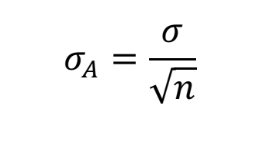 σ_A = σ / √n